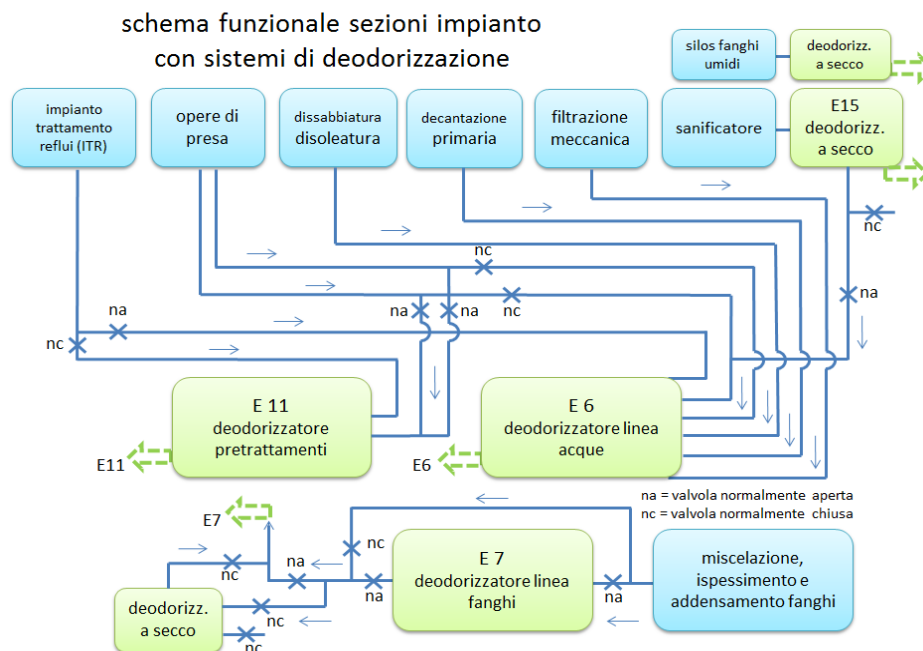 schema funzionale sezioni impianto
con sistemi di deodorizzazione
silos fanghi
umidi
deodorizz.
a secco
impianto
trattamento
reflui (ITR)
opere di
presa
dissabbiatura
disoleatura
decantazione
primaria
filtrazione
meccanica
sanificatore
E15
deodorizz.
a secco
nc
nc
na
na
na
na
nc
nc
E 11
deodorizzatore
pretrattamenti
E 6
deodorizzatore linea
acque
E11
E6
na = valvola normalmente aperta
nc = valvola normalmente chiusa
E7
nc
na
nc
na
E 7
deodorizzatore linea
fanghi
na
miscelazione,
ispessimento e
addensamento fanghi
deodorizz.
a secco
nc
nc